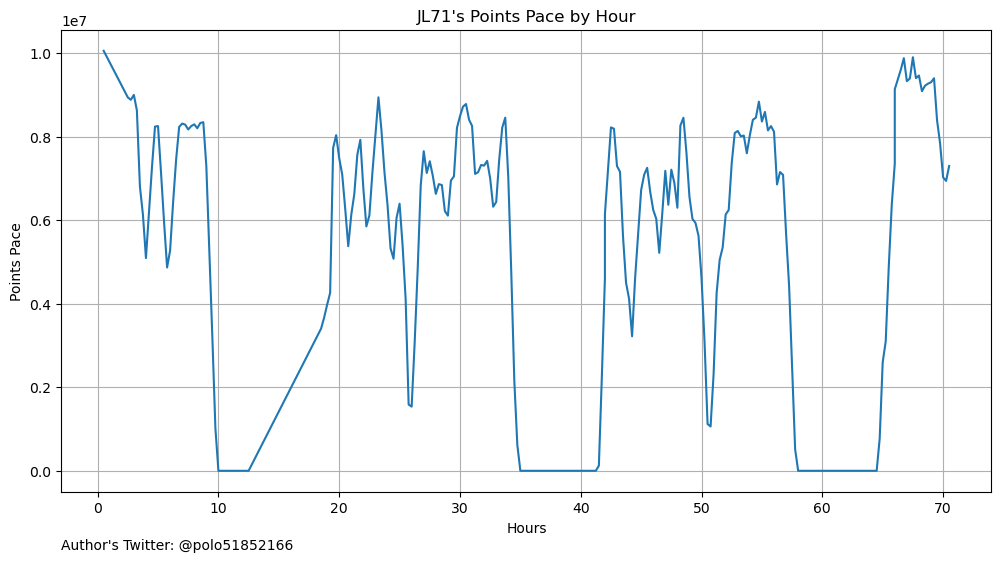 JL71's Points Pace by Hour
1e7
Points Pace
1.0
0.8
0.6
0.4
0.2
0.0
0 10 20 30 40 50 60 70
Hours
Author's Twitter: @polo51852166